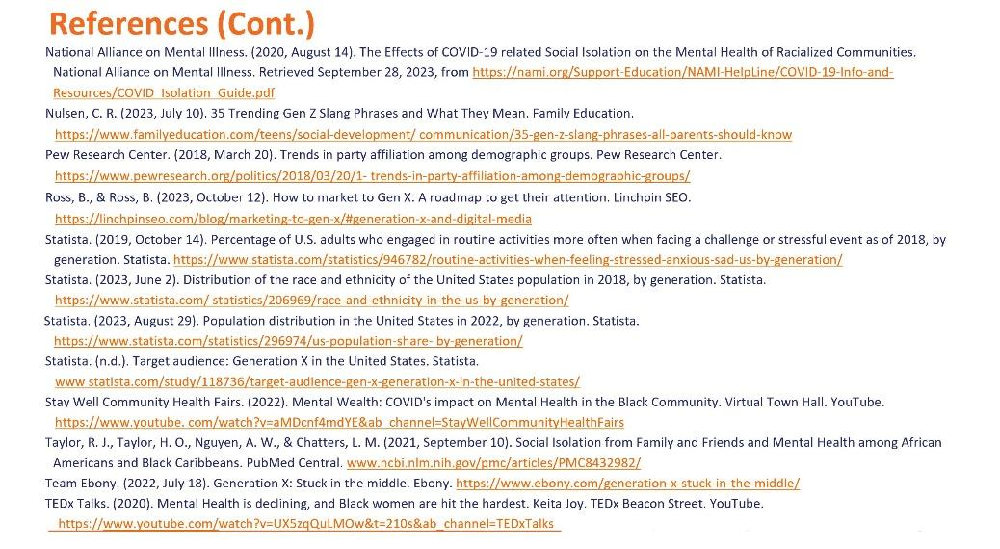 References (Cont.)
National Alliance on Mental Illness. (2020, August 14). The Effects of COVID-19 related Social Isolation on the Mental Health of Racialized Communities.
National Alliance on Mental Illness. Retrieved September 28, 2023, from https://nami.org/Support-Education/NAMI-HelpLine/COVID-19-Info-and-
Resources/COVID_Isolation_Guide.pdf
Nulsen, C. R. (2023, July 10). 35 Trending Gen Z Slang Phrases and What They Mean. Family Education.
https://www.familyeducation.com/teens/social-development/ communication/35-gen-z-slang-phrases-all-parents-should-know
Pew Research Center. (2018, March 20). Trends in party affiliation among demographic groups. Pew Research Center.
https://www.pewresearch.org/politics/2018/03/20/1- trends-in-party-affiliation-among-demographic-groups/
Ross, B., & Ross, B. (2023, October 12). How to market to Gen X: A roadmap to get their attention. Linchpin SEO.
https://linchpinseo.com/blog/marketing-to-gen-x/#generation-x-and-digital-media
Statista. (2019, October 14). Percentage of U.S. adults who engaged in routine activities more often when facing a challenge or stressful event as of 2018, by
generation. Statista. https://www.statista.com/statistics/946782/routine-activities-when-feeling-stressed-anxious-sad-us-by-generation/
Statista. (2023, June 2). Distribution of the race and ethnicity of the United States population in 2018, by generation. Statista.
https://www.statista.com/ statistics/206969/race-and-ethnicity-in-the-us-by-generation/
Statista. (2023, August 29). Population distribution in the United States in 2022, by generation. Statista.
https://www.statista.com/statistics/296974/us-population-share- by-generation/
Statista. (n.d.). Target audience: Generation X in the United States. Statista.
www statista.com/study/118736/target-audience-gen-x-generation-x-in-the-united-states/
Stay Well Community Health Fairs. (2022). Mental Wealth: COVID's impact on Mental Health in the Black Community. Virtual Town Hall. YouTube.
https://www.youtube. com/watch?v=aMDcnf4mdYE&ab_channel=StayWellCommunityHealthFairs
Taylor, R. J., Taylor, H. O., Nguyen, A. W., & Chatters, L. M. (2021, September 10). Social Isolation from Family and Friends and Mental Health among African
Americans and Black Caribbeans. PubMed Central. www.ncbi.nlm.nih.gov/pmc/articles/PMC8432982/
Team Ebony. (2022, July 18). Generation X: Stuck in the middle. Ebony. https://www.ebony.com/generation-x-stuck-in-the-middle/
TEDx Talks. (2020). Mental Health is declining, and Black women are hit the hardest. Keita Joy. TEDx Beacon Street. YouTube.
https://www.youtube.com/watch?v=UX5zqQuLMOw&t=210s&ab_channel=TEDxTalks